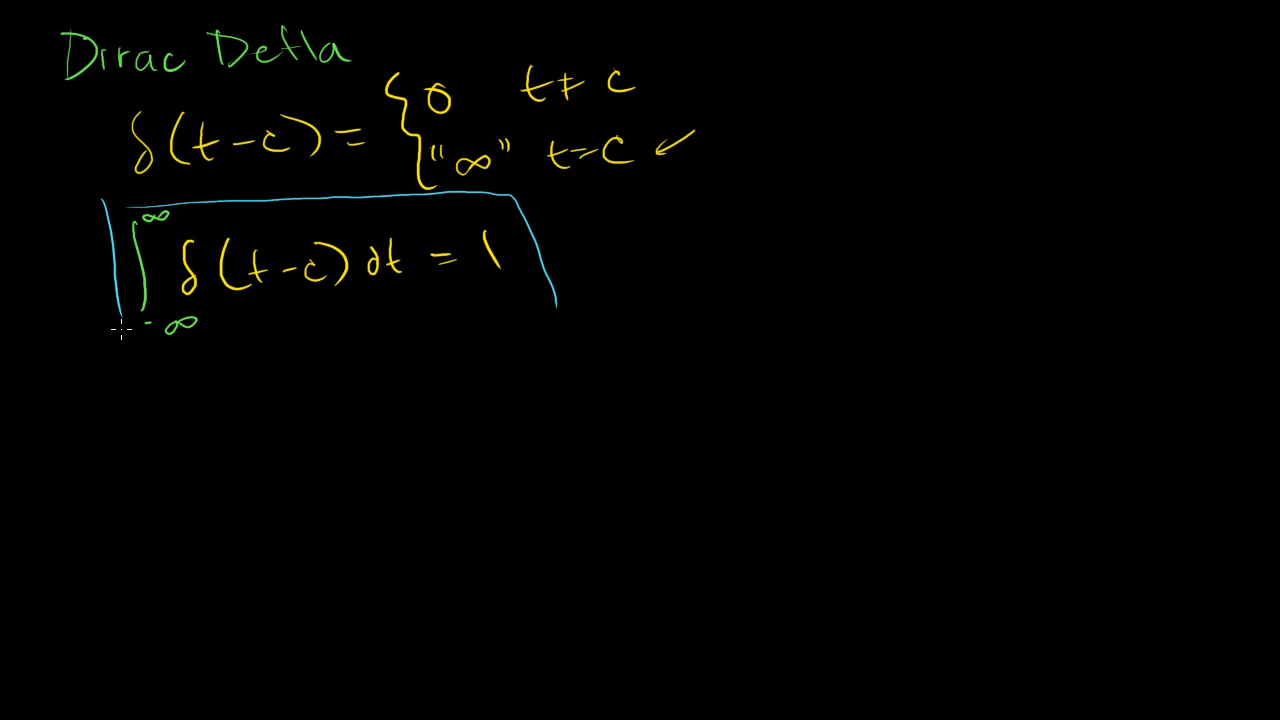 Dirac Delta
δ(t-c) = { 0 t≠c
"∞" t=c ✓
∫_{-∞}^{∞} δ(t-c) dt = 1